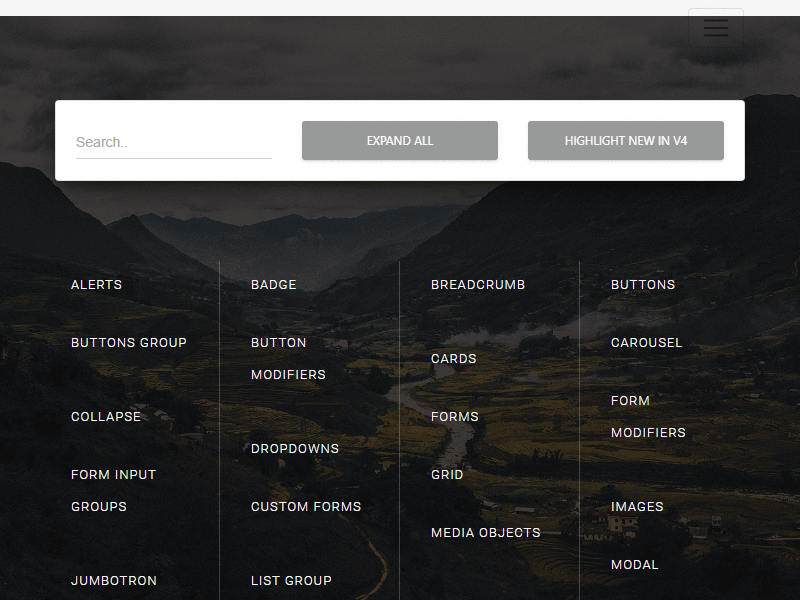 Search..
EXPAND ALL
HIGHLIGHT NEW IN V4
ALERTS
BUTTONS GROUP
COLLAPSE
FORM INPUT
GROUPS
JUMBOTRON
BADGE
BUTTON
MODIFIERS
DROPDOWNS
CUSTOM FORMS
LIST GROUP
BREADCRUMB
CARDS
FORMS
GRID
MEDIA OBJECTS
BUTTONS
CAROUSEL
FORM
MODIFIERS
IMAGES
MODAL